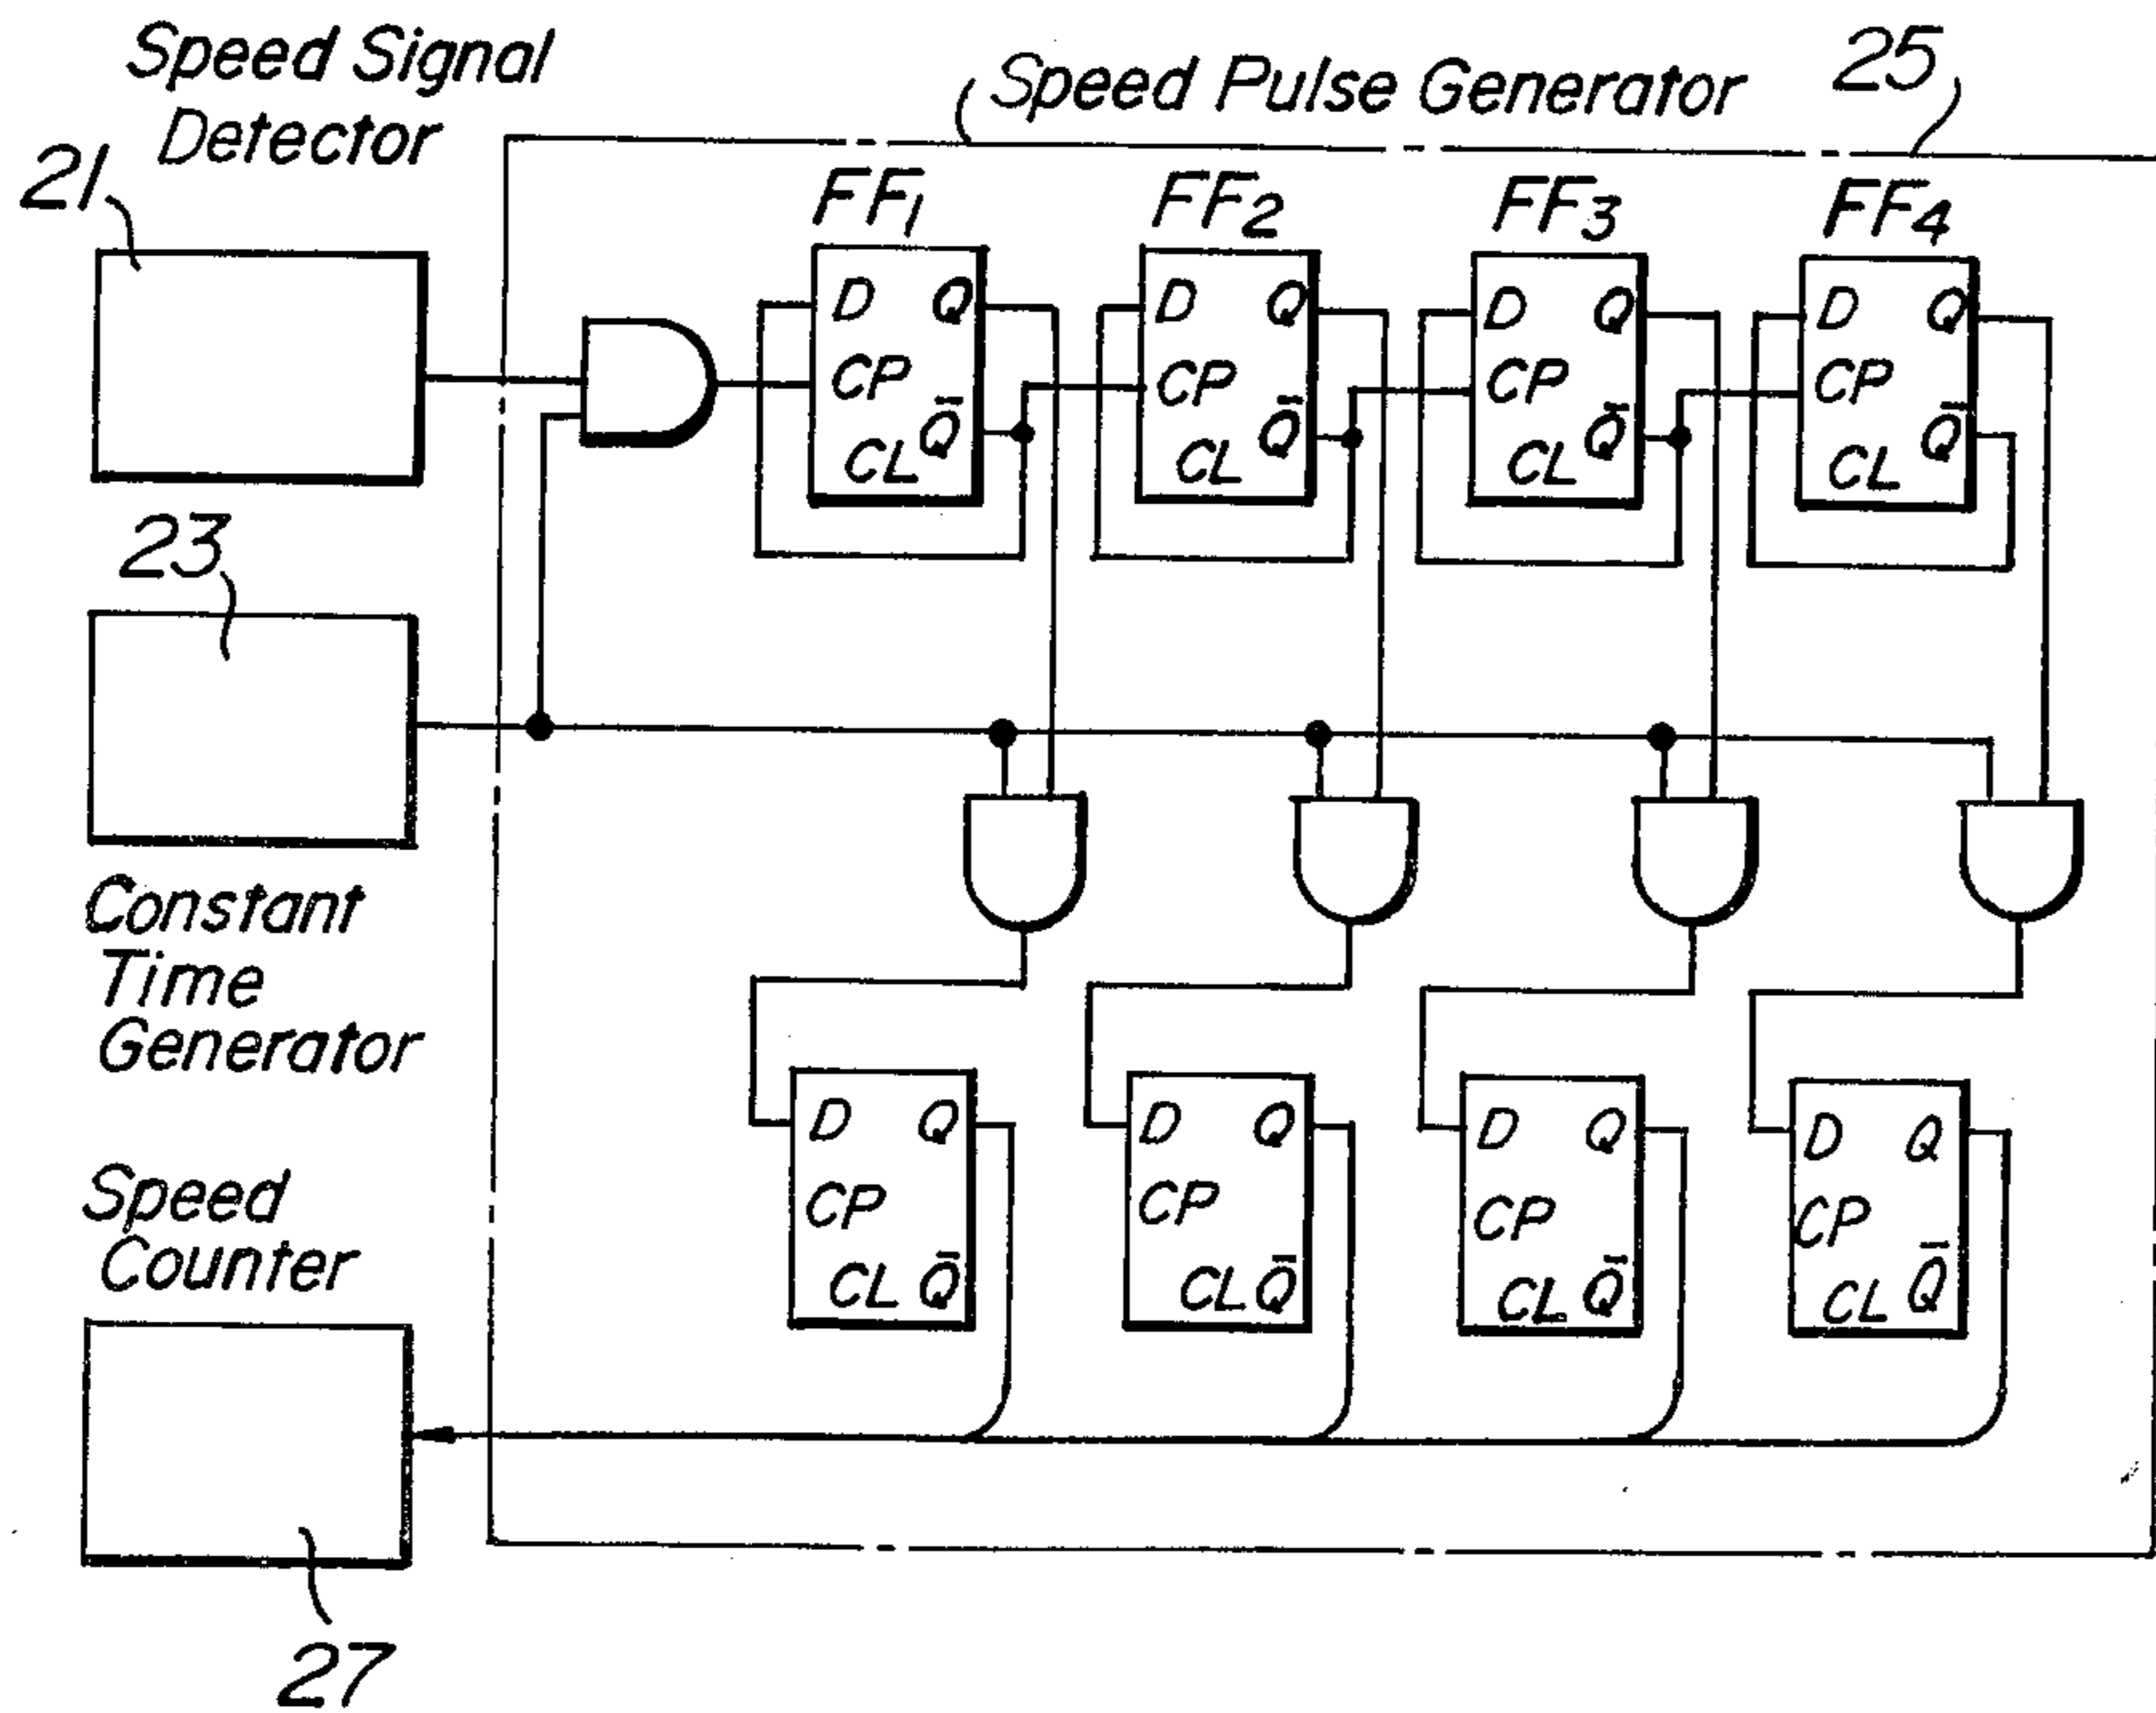 Speed Signal
Detector
21
Speed Pulse Generator
25
FF1
FF2
FF3
FF4
D Q
CP
CL Q̄
D Q
CP
CL Q̄
D Q
CP
CL Q̄
D Q
CP
CL Q̄
23
Constant
Time
Generator
D Q
CP
CL Q̄
D Q
CP
CL Q̄
D Q
CP
CL Q̄
D Q
CP
CL Q̄
Speed
Counter
27